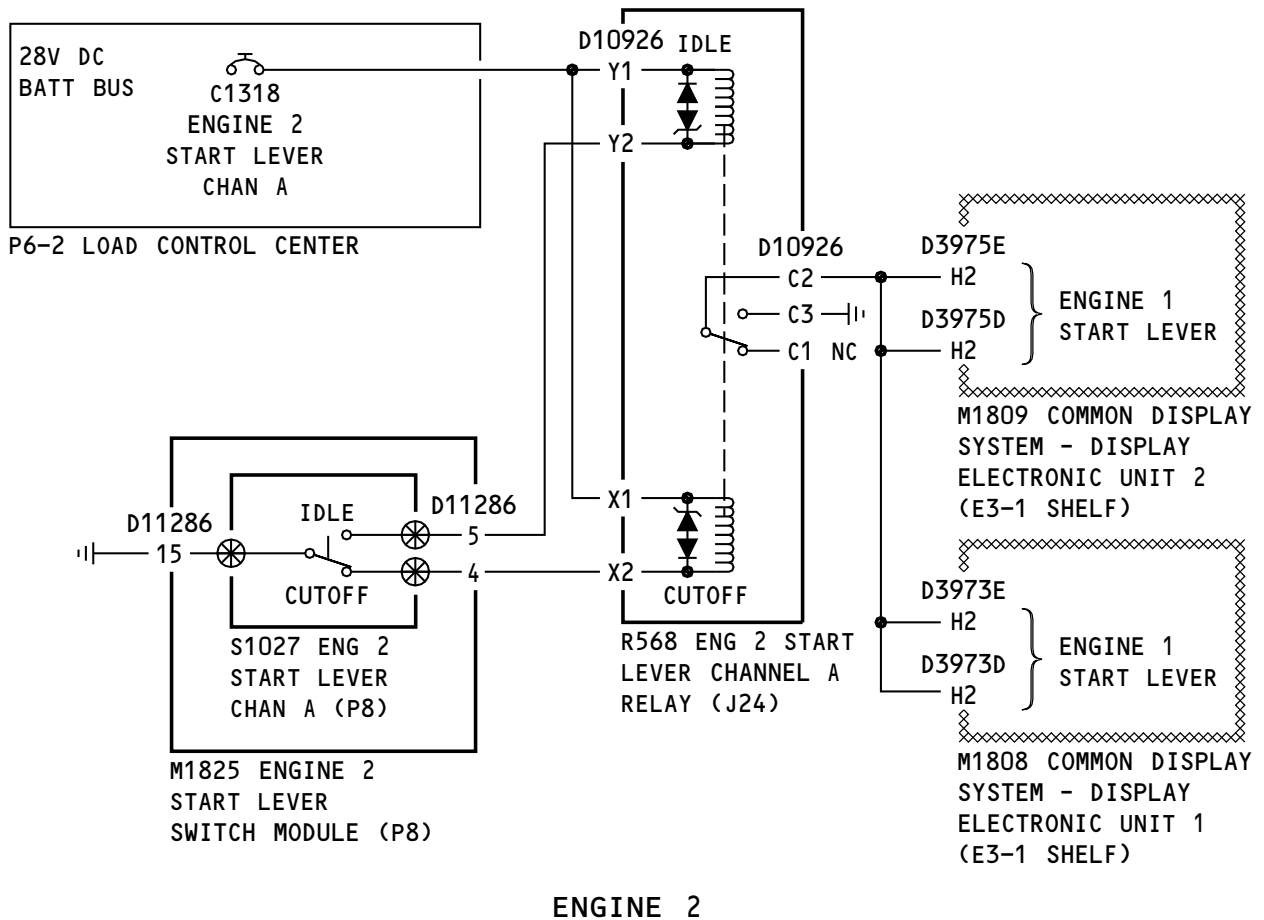 28V DC
BATT BUS
C1318
ENGINE 2
START LEVER
CHAN A
P6-2 LOAD CONTROL CENTER
D10926 IDLE
Y1
Y2
D10926
C2
C3
C1 NC
X1
X2
CUTOFF
R568 ENG 2 START
LEVER CHANNEL A
RELAY (J24)
D11286
15
IDLE
CUTOFF
D11286
5
4
S1027 ENG 2
START LEVER
CHAN A (P8)
M1825 ENGINE 2
START LEVER
SWITCH MODULE (P8)
D3975E
H2
D3975D
H2
ENGINE 1
START LEVER
M1809 COMMON DISPLAY
SYSTEM - DISPLAY
ELECTRONIC UNIT 2
(E3-1 SHELF)
D3973E
H2
D3973D
H2
ENGINE 1
START LEVER
M1808 COMMON DISPLAY
SYSTEM - DISPLAY
ELECTRONIC UNIT 1
(E3-1 SHELF)
ENGINE 2